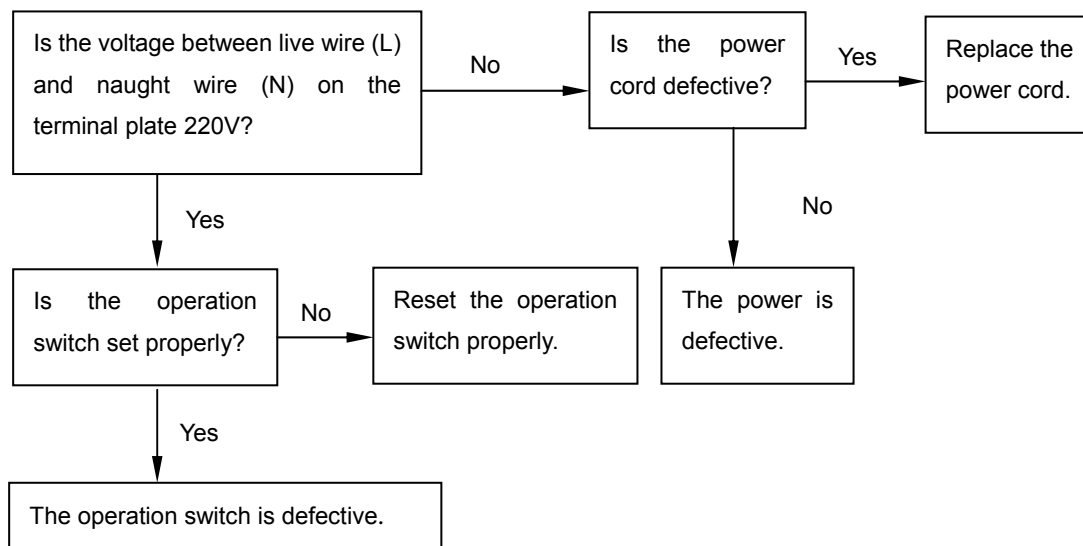 Is the voltage between live wire (L)
and naught wire (N) on the
terminal plate 220V?
No
Is the power
cord defective?
Yes
Replace the
power cord.
Yes
No
Is the operation
switch set properly?
No
Reset the operation
switch properly.
The power is
defective.
Yes
The operation switch is defective.